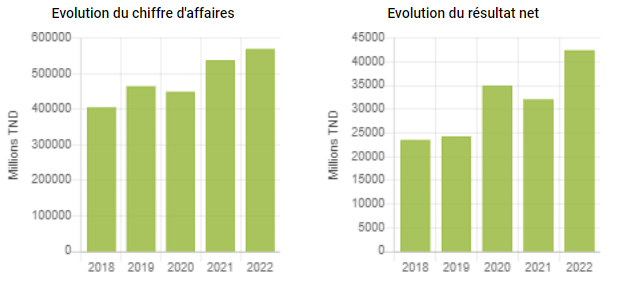 Evolution du chiffre d'affaires
Millions TND
600000
500000
400000
300000
200000
100000
0
2018 2019 2020 2021 2022
Evolution du résultat net
Millions TND
45000
40000
35000
30000
25000
20000
15000
10000
5000
0
2018 2019 2020 2021 2022